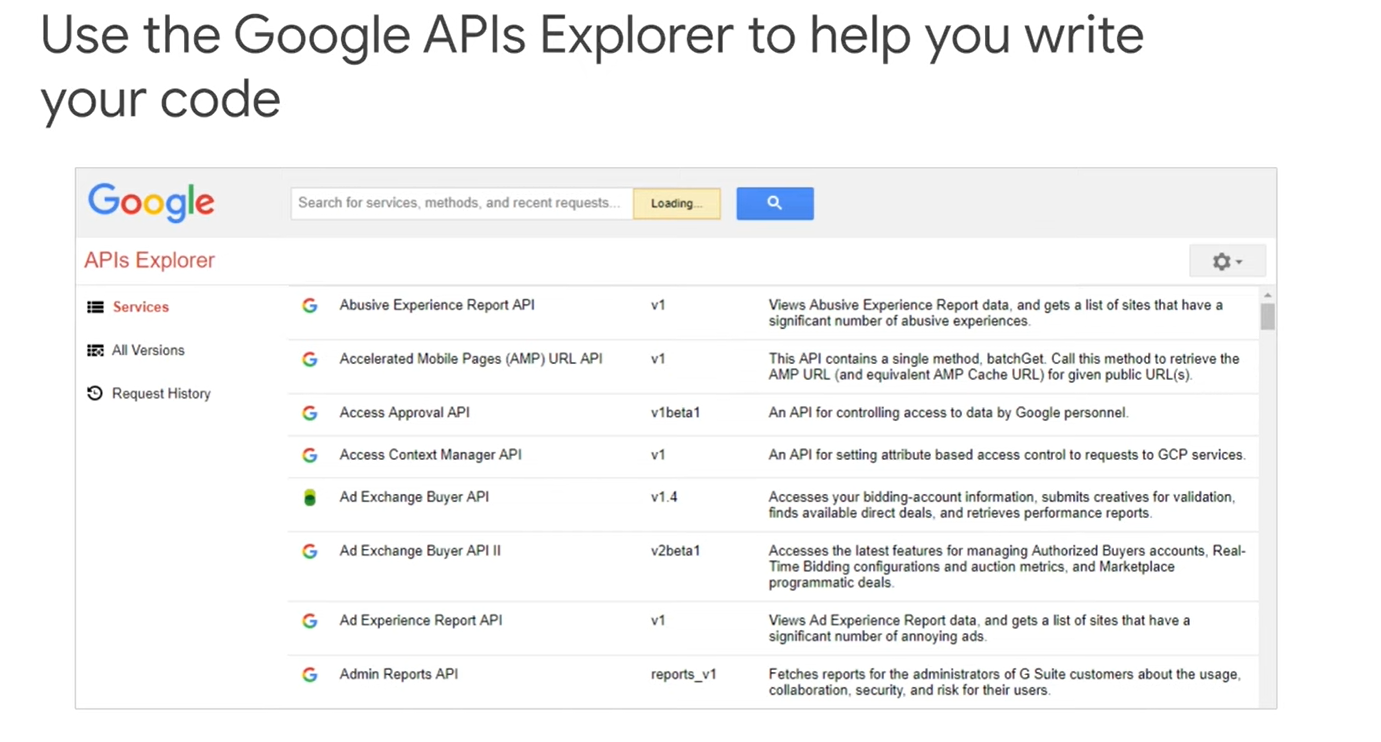 Use the Google APIs Explorer to help you write
your code
Google
Search for services, methods, and recent requests...
Loading...
APIs Explorer
Services
All Versions
Request History
Abusive Experience Report API v1 Views Abusive Experience Report data, and gets a list of sites that have a
significant number of abusive experiences.
Accelerated Mobile Pages (AMP) URL API v1 This API contains a single method, batchGet. Call this method to retrieve the
AMP URL (and equivalent AMP Cache URL) for given public URL(s).
Access Approval API v1beta1 An API for controlling access to data by Google personnel.
Access Context Manager API v1 An API for setting attribute based access control to requests to GCP services.
Ad Exchange Buyer API v1.4 Accesses your bidding-account information, submits creatives for validation,
finds available direct deals, and retrieves performance reports.
Ad Exchange Buyer API II v2beta1 Accesses the latest features for managing Authorized Buyers accounts, Real-
Time Bidding configurations and auction metrics, and Marketplace
programmatic deals.
Ad Experience Report API v1 Views Ad Experience Report data, and gets a list of sites that have a
significant number of annoying ads.
Admin Reports API reports_v1 Fetches reports for the administrators of G Suite customers about the usage,
collaboration, security, and risk for their users.